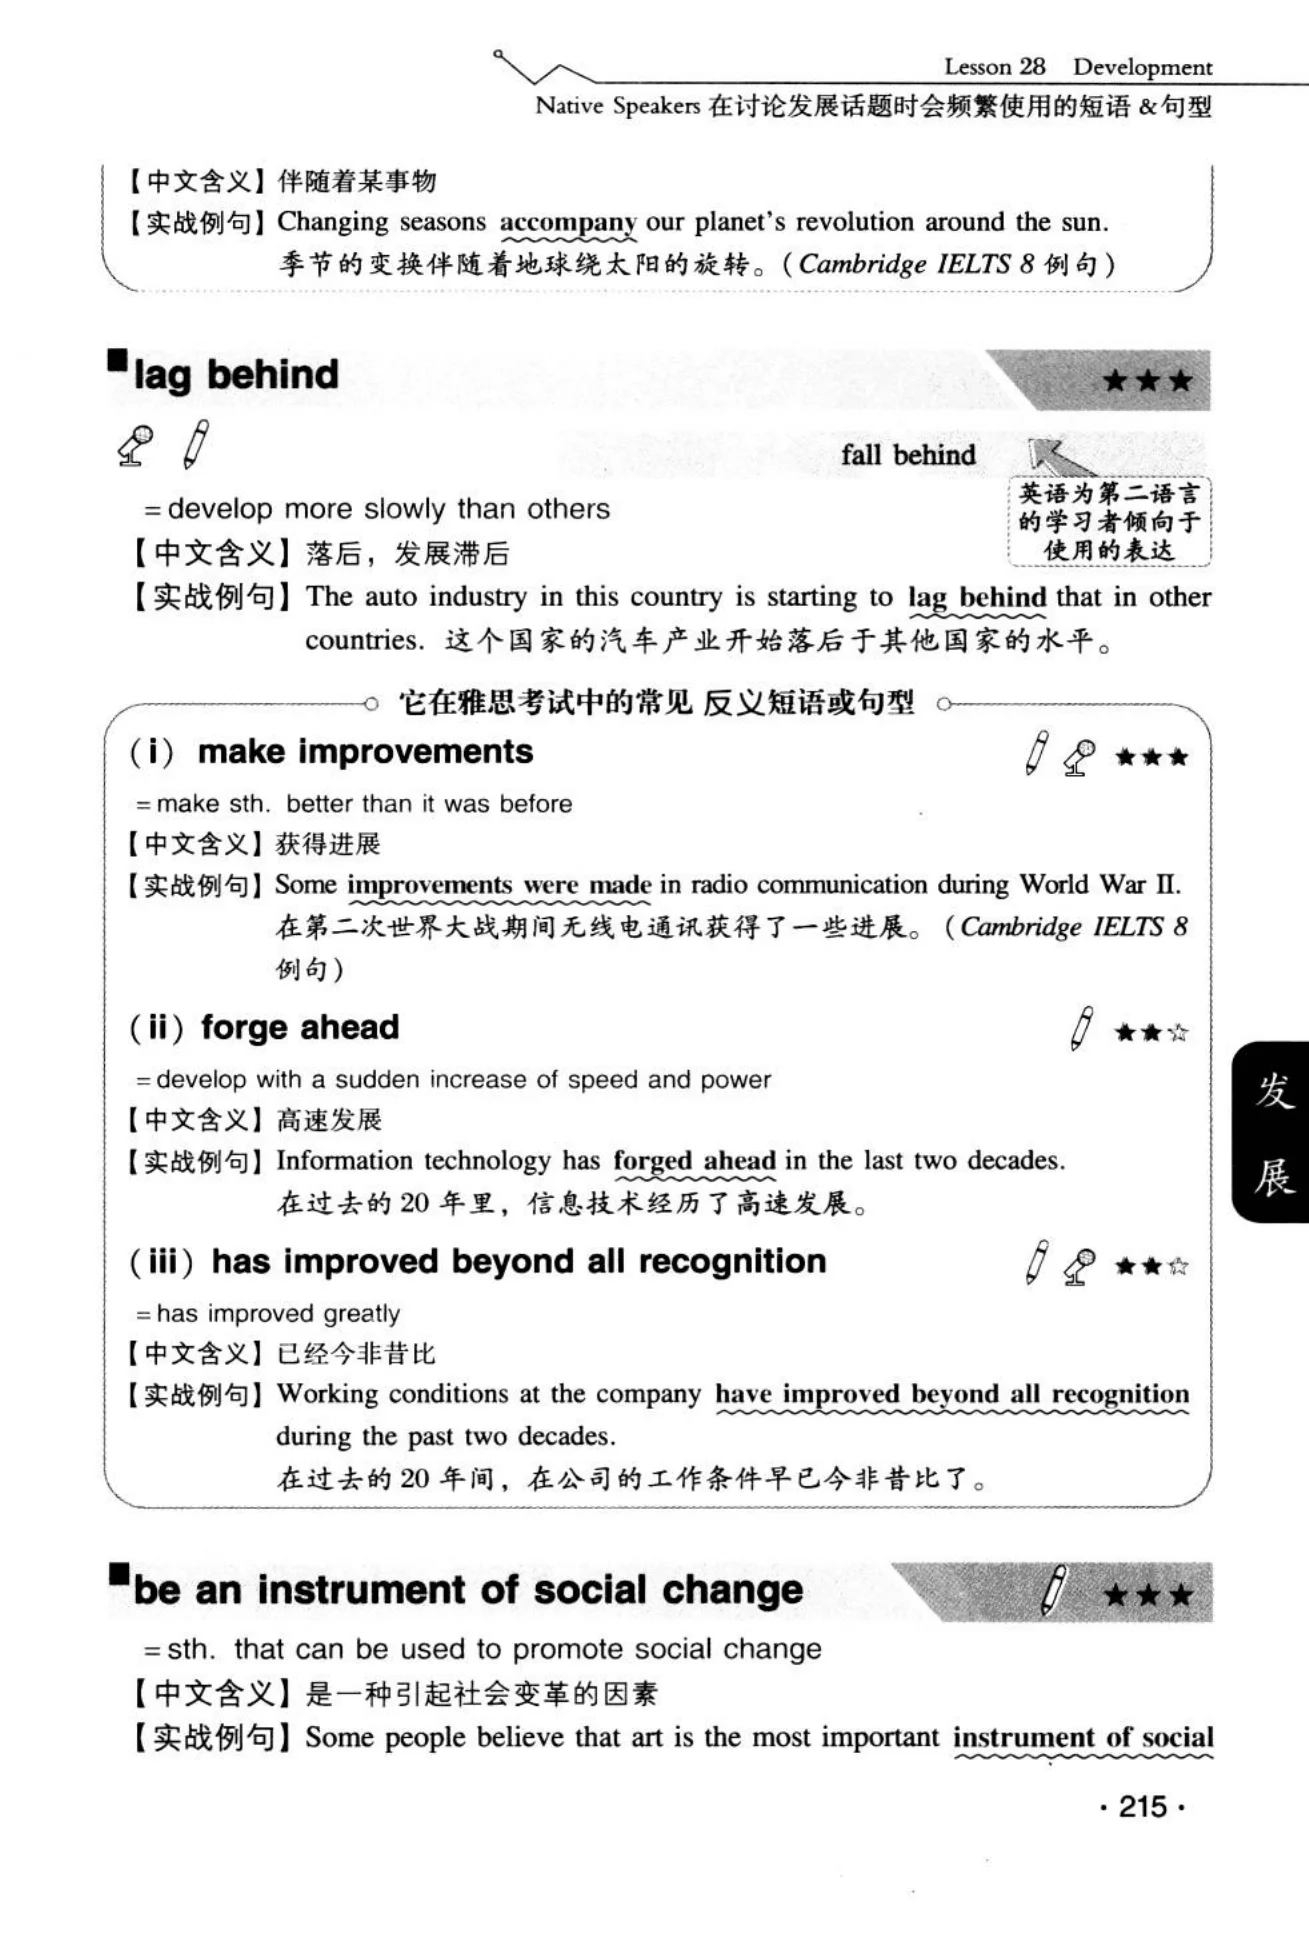 Lesson 28 Development
Native Speakers 在讨论发展话题时会频繁使用的短语 & 句型
【中文含义】伴随着某事物
【实战例句】Changing seasons accompany our planet's revolution around the sun.
季节的变换伴随着地球绕太阳的旋转。(Cambridge IELTS 8 例句)
lag behind ★★★
fall behind
英语为第二语言
的学习者倾向于
使用的表达
=develop more slowly than others
【中文含义】落后，发展滞后
【实战例句】The auto industry in this country is starting to lag behind that in other
countries. 这个国家的汽车产业开始落后于其他国家的水平。
它在雅思考试中的常见 反义短语或句型
(i) make improvements ★★★
=make sth. better than it was before
【中文含义】获得进展
【实战例句】Some improvements were made in radio communication during World War II.
在第二次世界大战期间无线电通讯获得了一些进展。(Cambridge IELTS 8
例句)
(ii) forge ahead ★★☆
=develop with a sudden increase of speed and power
【中文含义】高速发展
【实战例句】Information technology has forged ahead in the last two decades.
在过去的 20 年里，信息技术经历了高速发展。
(iii) has improved beyond all recognition ★★☆
=has improved greatly
【中文含义】已经今非昔比
【实战例句】Working conditions at the company have improved beyond all recognition
during the past two decades.
在过去的 20 年间，在公司的工作条件早已今非昔比了。
发
展
be an instrument of social change ★★★
=sth. that can be used to promote social change
【中文含义】是一种引起社会变革的因素
【实战例句】Some people believe that art is the most important instrument of social
·215·